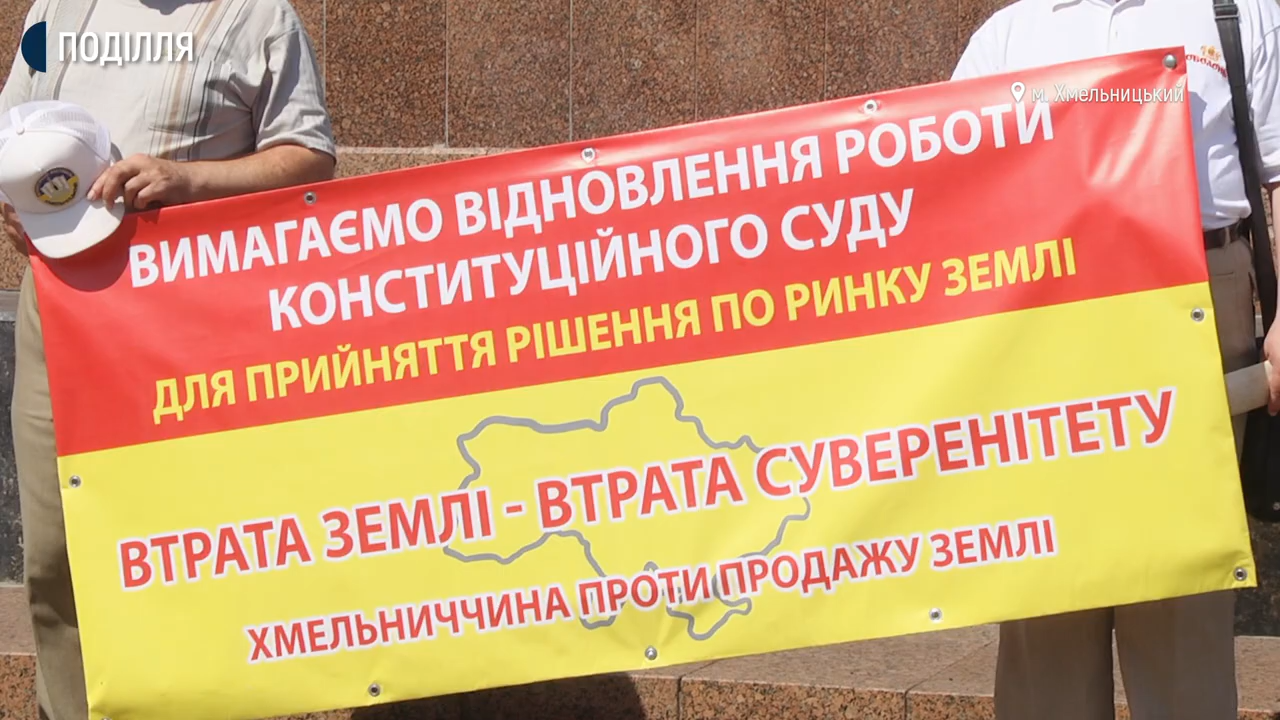 ПОДІЛЛЯ
м. Хмельницький
ВИМАГАЄМО ВІДНОВЛЕННЯ РОБОТИ
КОНСТИТУЦІЙНОГО СУДУ
ДЛЯ ПРИЙНЯТТЯ РІШЕННЯ ПО РИНКУ ЗЕМЛІ
ВТРАТА ЗЕМЛІ - ВТРАТА СУВЕРЕНІТЕТУ
ХМЕЛЬНИЧЧИНА ПРОТИ ПРОДАЖУ ЗЕМЛІ